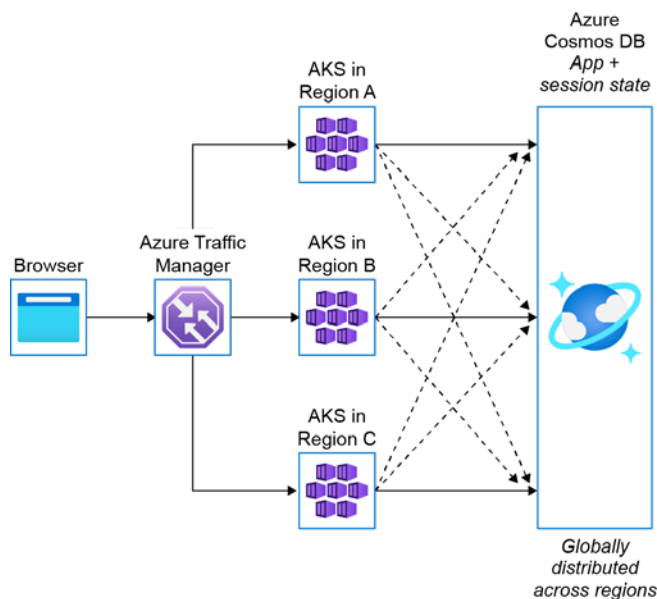 Azure
Cosmos DB
App +
session state
AKS in
Region A
Azure Traffic
Manager
Browser
AKS in
Region B
AKS in
Region C
Globally
distributed
across regions